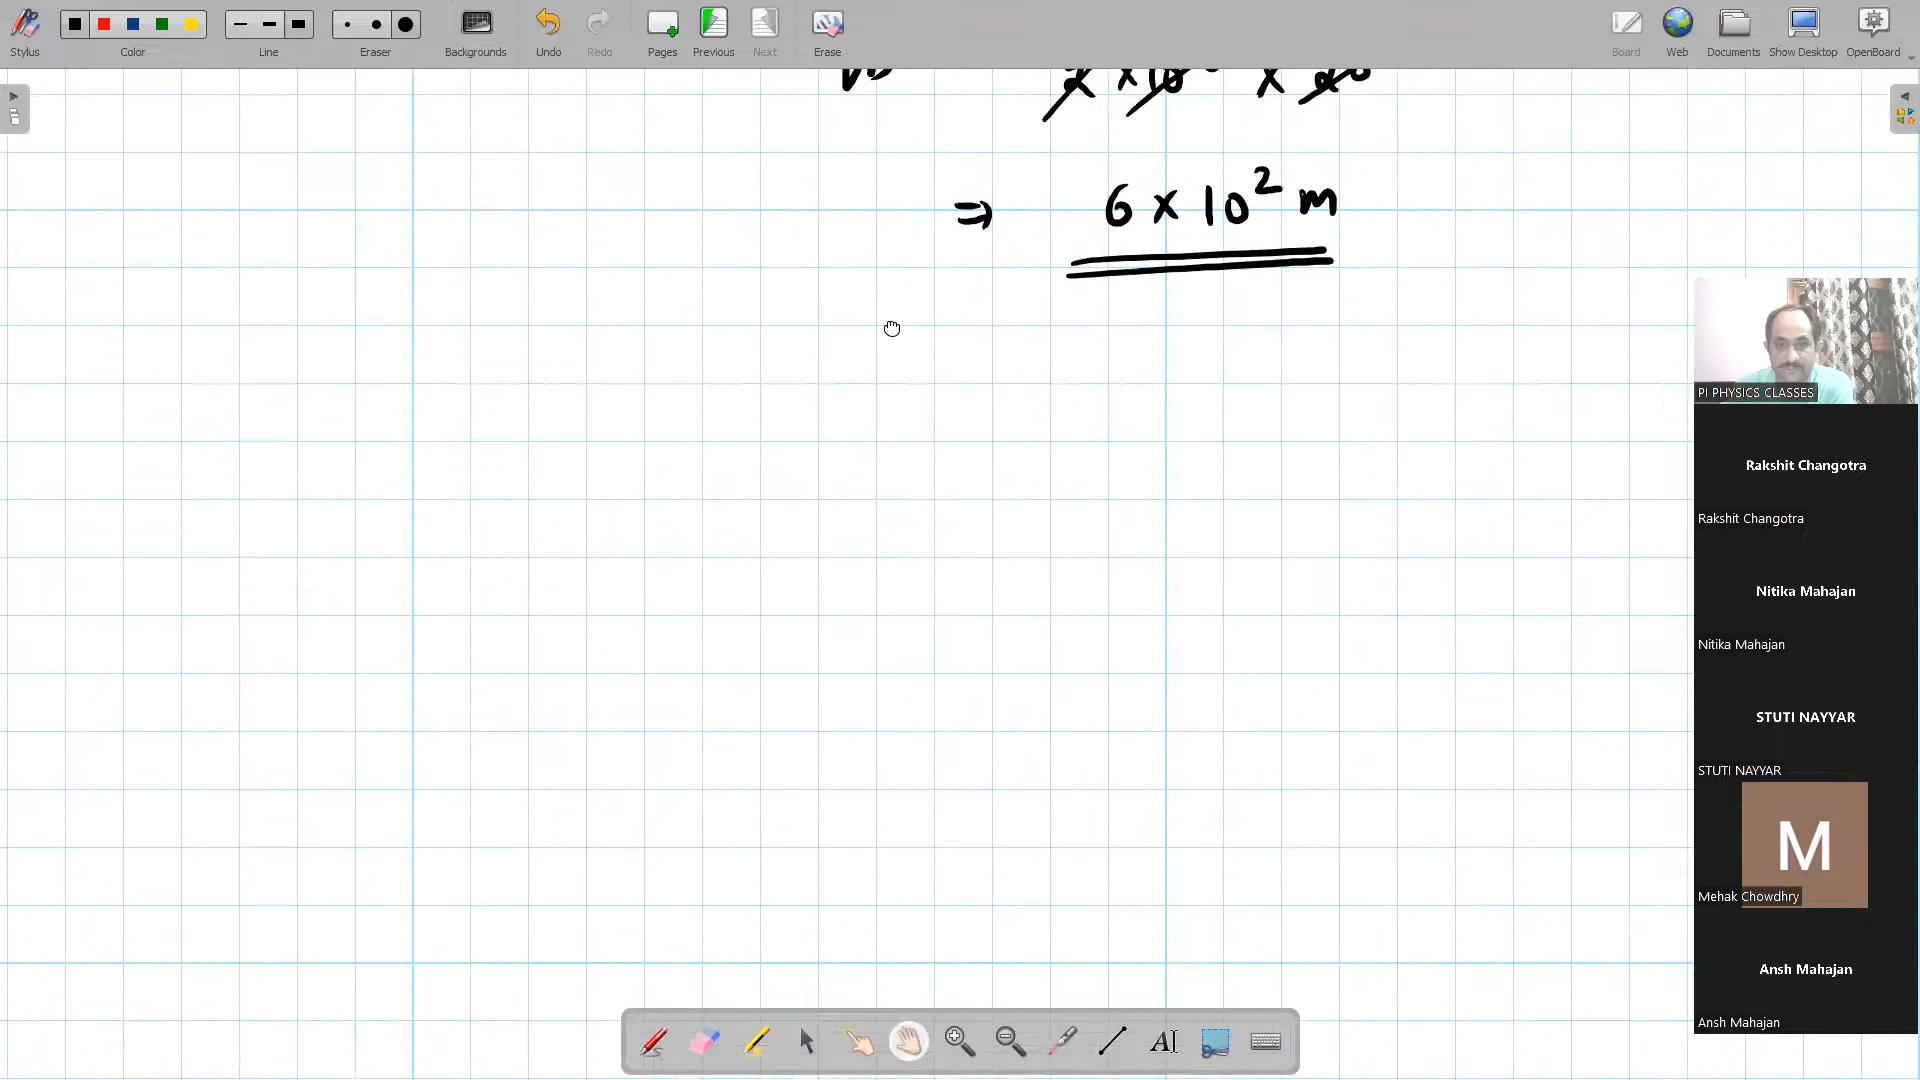 Stylus
Color
Line
Eraser
Backgrounds
Undo
Redo
Pages
Previous
Next
Erase
Board
Web
Documents
Show Desktop
OpenBoard
⇒ 6 × 10² m
PI PHYSICS CLASSES
Rakshit Changotra
Rakshit Changotra
Nitika Mahajan
Nitika Mahajan
STUTI NAYYAR
STUTI NAYYAR
M
Mehak Chowdhry
Ansh Mahajan
Ansh Mahajan
AI